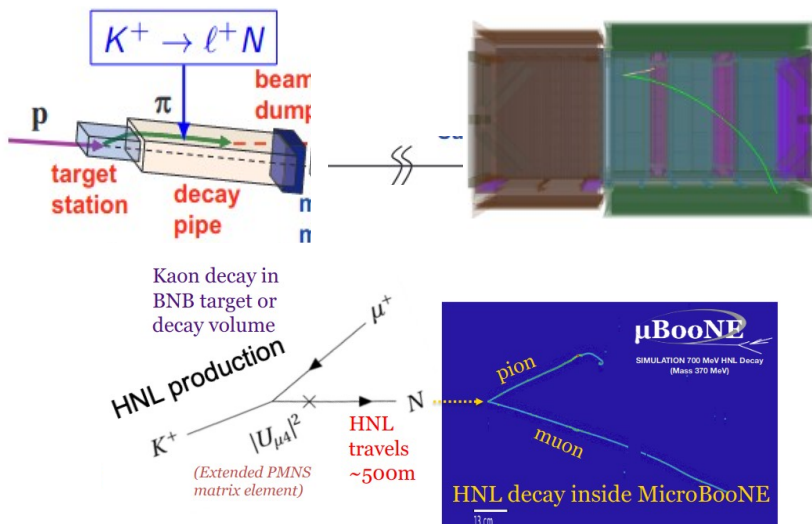 K⁺ → ℓ⁺ N
p
π
beam
dump
target
station
decay
pipe
Kaon decay in
BNB target or
decay volume
HNL production
μ⁺
K⁺
|U_μ4|²
N
(Extended PMNS
matrix element)
HNL
travels
~500m
μBooNE
SIMULATION 700 MeV HNL Decay
(Mass 370 MeV)
pion
muon
HNL decay inside MicroBooNE
13 cm